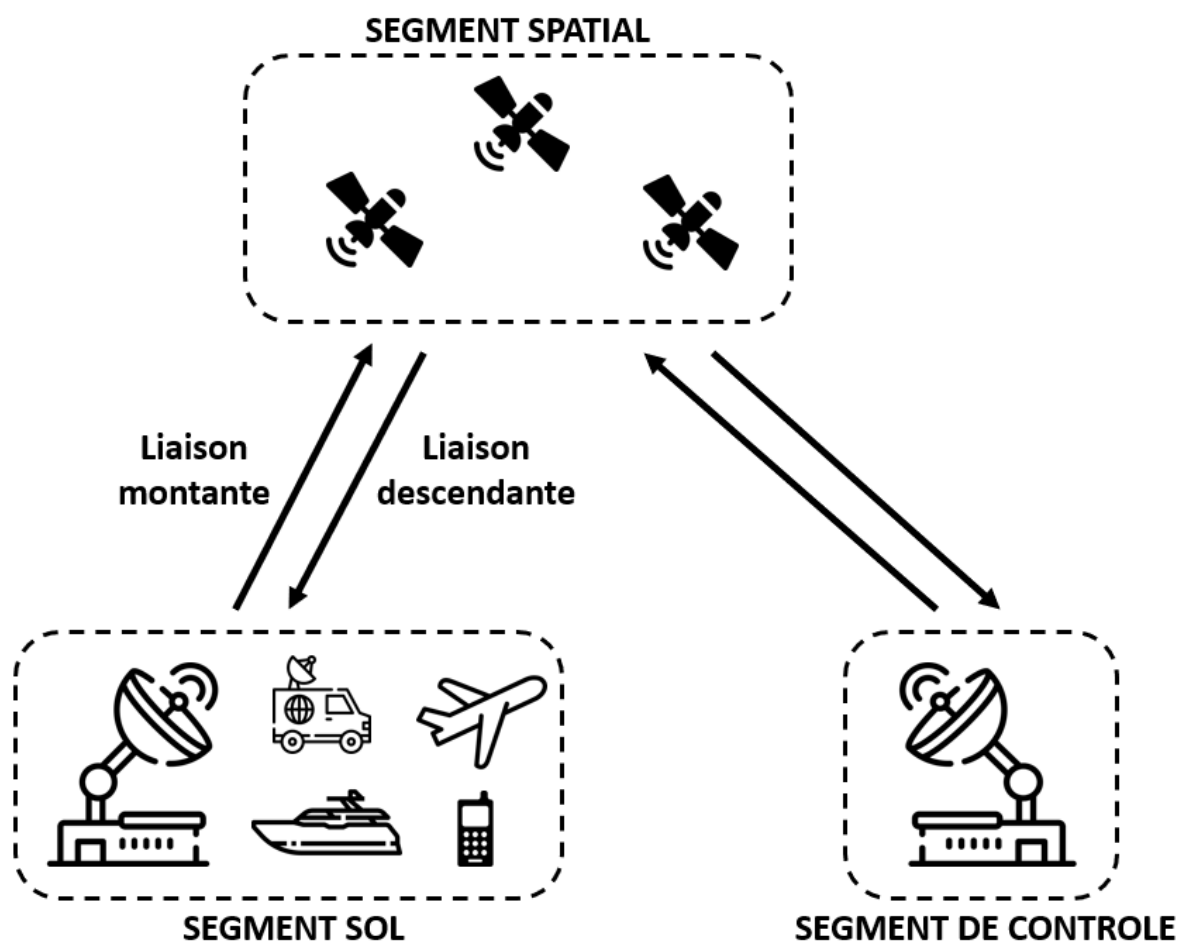 SEGMENT SPATIAL
Liaison
montante
Liaison
descendante
SEGMENT SOL
SEGMENT DE CONTROLE